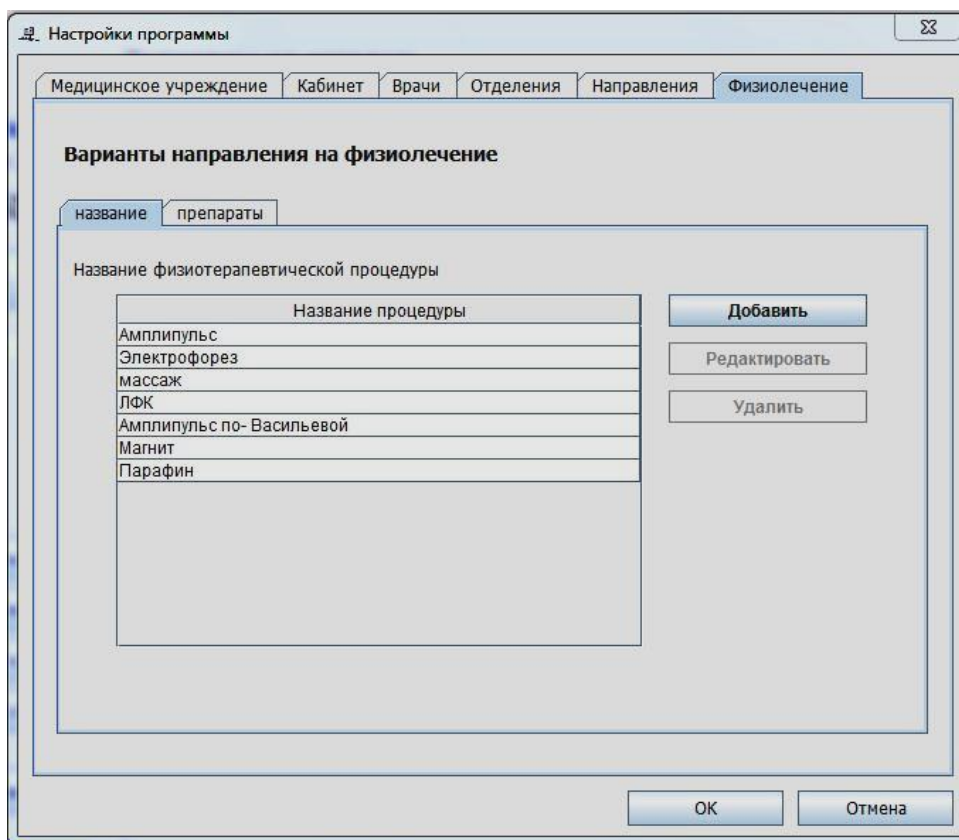 Настройки программы
Медицинское учреждение Кабинет Врачи Отделения Направления Физиолечение
Варианты направления на физиолечение
название препараты
Название физиотерапевтической процедуры
Название процедуры
Добавить
Амплипульс
Электрофорез
Редактировать
массаж
ЛФК
Удалить
Амплипульс по- Васильевой
Магнит
Парафин
OK Отмена